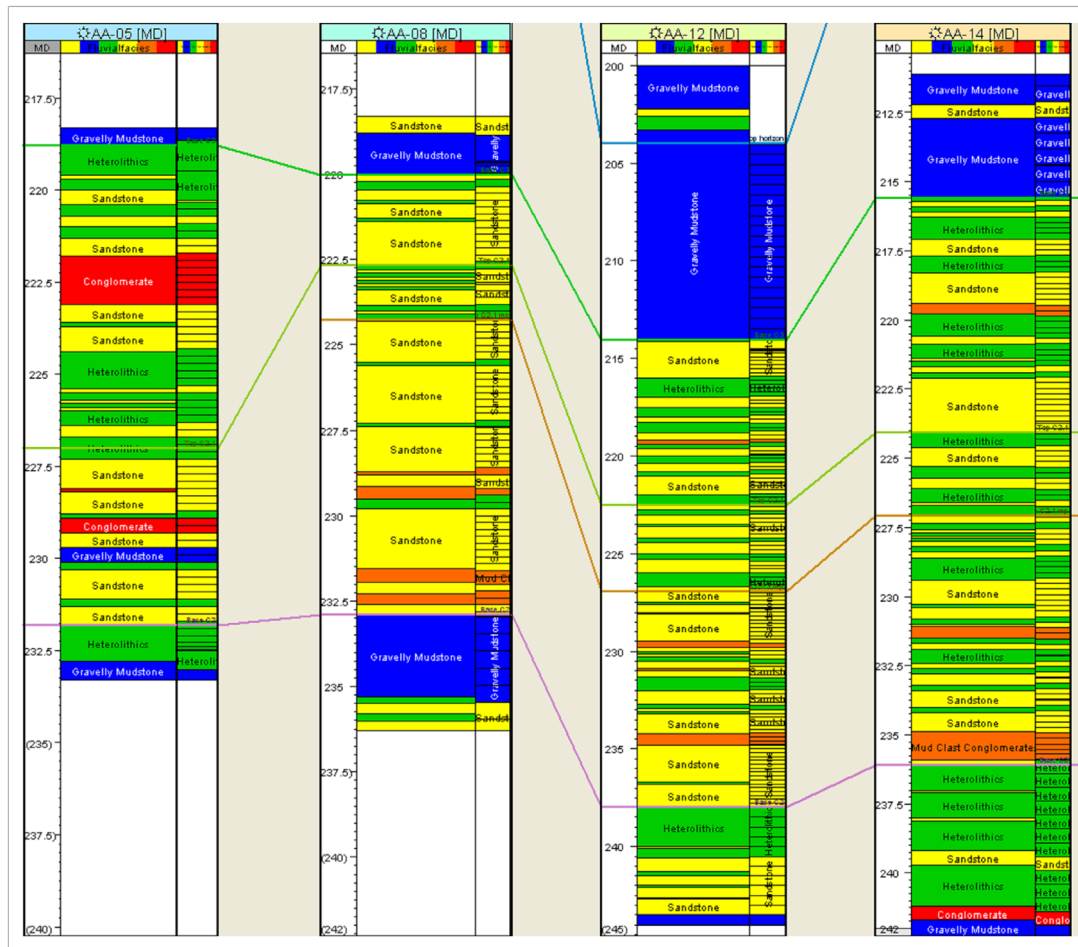 AA-05 [MD]
MD
Fluvialfacies
217.5)
Gravelly Mudstone
Heterolithics
220
Sandstone
Sandstone
222.5
Conglomerate
Sandstone
Sandstone
225
Heterolithics
Heterolithics
Heterolithics
227.5
Sandstone
Conglomerate
Sandstone
230
Gravelly Mudstone
Sandstone
Sandstone
232.5
Heterolithics
Gravelly Mudstone
(235)
237.5)
(240)
AA-08 [MD]
MD
Fluvialfacies
217.5)
Sandstone
Gravelly Mudstone
220
Sandstone
Sandstone
222.5
Sandstone
Sandstone
225
Sandstone
227.5
Sandstone
Sandstone
230
Sandstone
Mud Cl
232.5
Gravelly Mudstone
235
237.5)
(240)
(242
AA-12 [MD]
MD
Fluvialfacies
200
Gravelly Mudstone
op horizon
205
Gravelly Mudstone
Gravelly Mudstone
210
215
Sandstone
Heterolithics
220
Sandstone
225
Sandstone
Sandstone
230
Sandstone
Sandstone
235
Sandstone
Sandstone
Heterolithics
240
Sandstone
245
AA-14 [MD]
MD
Fluvialfacies
Gravelly Mudstone
212.5
Sandstone
Gravelly Mudstone
215
Heterolithics
217.5
Sandstone
Heterolithics
Sandstone
220
Heterolithics
Heterolithics
222.5
Sandstone
Heterolithics
225
Sandstone
Heterolithics
227.5
Heterolithics
230
Sandstone
232.5
Heterolithics
Sandstone
Sandstone
235
Mud Clast Conglomerate
Heterolithics
237.5
Heterolithics
Heterolithics
Sandstone
240
Heterolithics
Conglomerate
242
Gravelly Mudstone